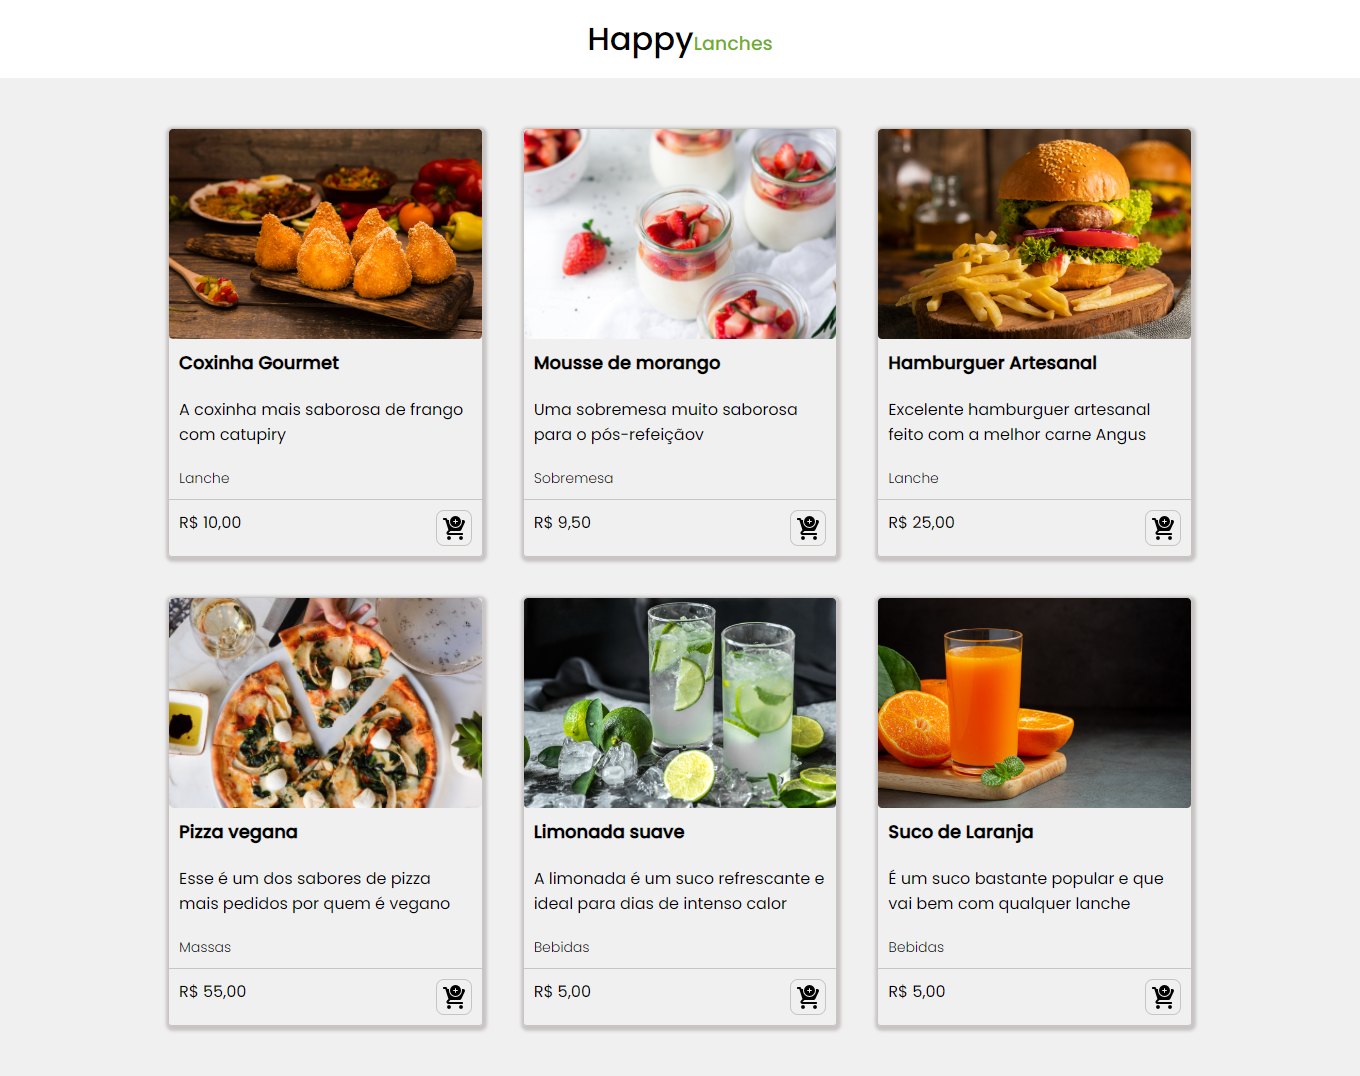 HappyLanches
Coxinha Gourmet
A coxinha mais saborosa de frango
com catupiry
Lanche
R$ 10,00
Mousse de morango
Uma sobremesa muito saborosa
para o pós-refeiçãov
Sobremesa
R$ 9,50
Hamburguer Artesanal
Excelente hamburguer artesanal
feito com a melhor carne Angus
Lanche
R$ 25,00
Pizza vegana
Esse é um dos sabores de pizza
mais pedidos por quem é vegano
Massas
R$ 55,00
Limonada suave
A limonada é um suco refrescante e
ideal para dias de intenso calor
Bebidas
R$ 5,00
Suco de Laranja
É um suco bastante popular e que
vai bem com qualquer lanche
Bebidas
R$ 5,00